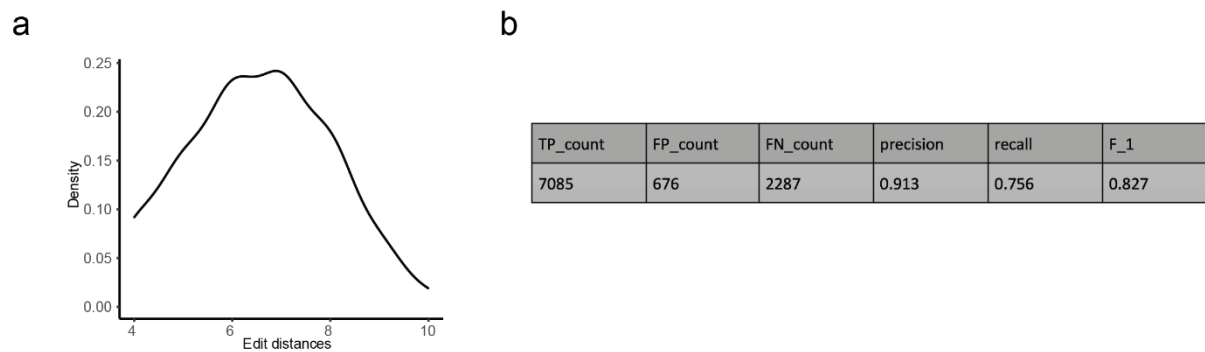 a
b
0.25
0.20
0.15
0.10
0.05
0.00
Density
4 6 8 10
Edit distances
TP_count FP_count FN_count precision recall F_1
7085 676 2287 0.913 0.756 0.827